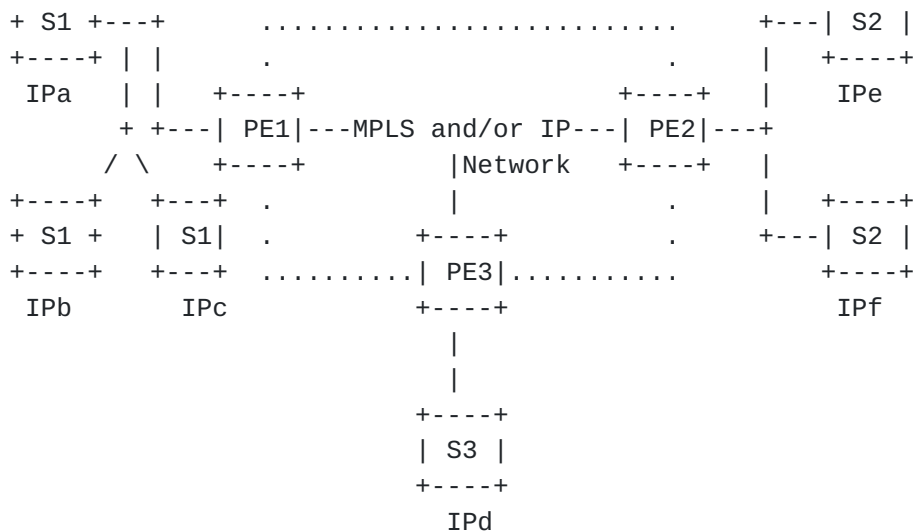 + S1 +---+      ...........................      +---| S2 |
+----+ | |      .                          .     |   +----+
 IPa   | |   +----+                    +----+    |    IPe
       + +---| PE1|---MPLS and/or IP---| PE2|---+
      / \    +----+         |Network   +----+    |
+----+   +---+  .           |              .     |   +----+
+ S1 +   | S1|  .         +----+           .     +---| S2 |
+----+   +---+  ..........| PE3|...........          +----+
 IPb       IPc            +----+                      IPf
                            |
                            |
                          +----+
                          | S3 |
                          +----+
                            IPd